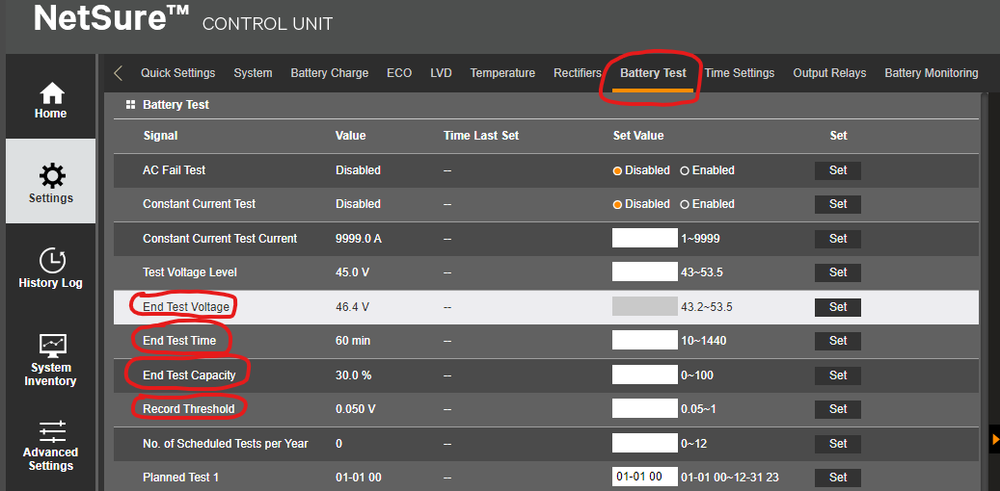 NetSure™ CONTROL UNIT
Quick Settings System Battery Charge ECO LVD Temperature Rectifiers Battery Test Time Settings Output Relays Battery Monitoring
Home
Settings
History Log
System
Inventory
Advanced
Settings
Battery Test
Signal Value Time Last Set Set Value Set
AC Fail Test Disabled -- Disabled Enabled Set
Constant Current Test Disabled -- Disabled Enabled Set
Constant Current Test Current 9999.0 A -- 1~9999 Set
Test Voltage Level 45.0 V -- 43~53.5 Set
End Test Voltage 46.4 V -- 43.2~53.5 Set
End Test Time 60 min -- 10~1440 Set
End Test Capacity 30.0 % -- 0~100 Set
Record Threshold 0.050 V -- 0.05~1 Set
No. of Scheduled Tests per Year 0 -- 0~12 Set
Planned Test 1 01-01 00 -- 01-01 00 01-01 00~12-31 23 Set